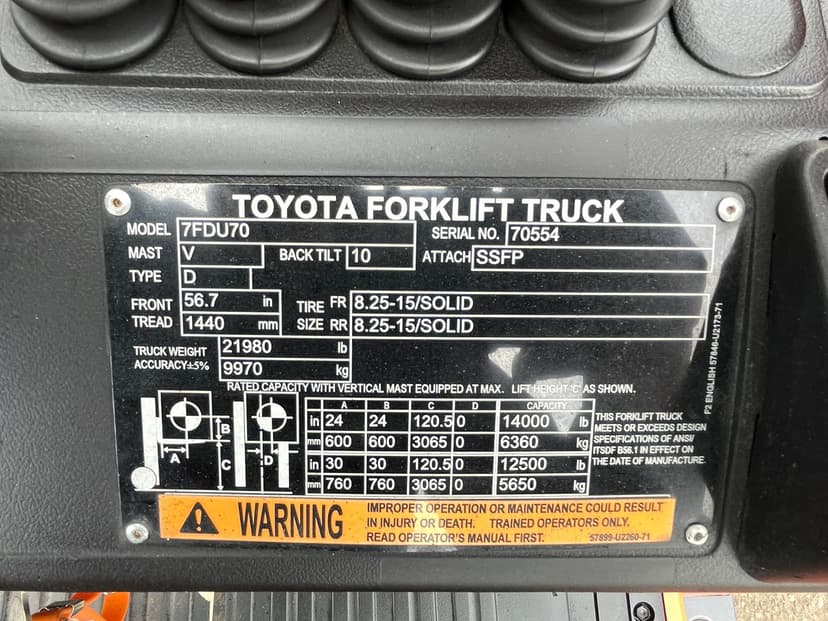 TOYOTA FORKLIFT TRUCK
MODEL 7FDU70 SERIAL NO. 70554
MAST V BACK TILT 10 ATTACH SSFP
TYPE D
FRONT TREAD 56.7 in TIRE SIZE FR 8.25-15/SOLID
1440 mm RR 8.25-15/SOLID
TRUCK WEIGHT 21980 lb
ACCURACY±5% 9970 kg
RATED CAPACITY WITH VERTICAL MAST EQUIPPED AT MAX. LIFT HEIGHT 'C' AS SHOWN.
A B C D CAPACITY
in 24 24 120.5 0 14000 lb
mm 600 600 3065 0 6360 kg
in 30 30 120.5 0 12500 lb
mm 760 760 3065 0 5650 kg
A B C D
THIS FORKLIFT TRUCK
MEETS OR EXCEEDS DESIGN
SPECIFICATIONS OF ANSI/
ITSDF B56.1 IN EFFECT ON
THE DATE OF MANUFACTURE.
F2 ENGLISH 57846-U2173-71
WARNING
IMPROPER OPERATION OR MAINTENANCE COULD RESULT
IN INJURY OR DEATH. TRAINED OPERATORS ONLY.
READ OPERATOR'S MANUAL FIRST. 57899-U2260-71